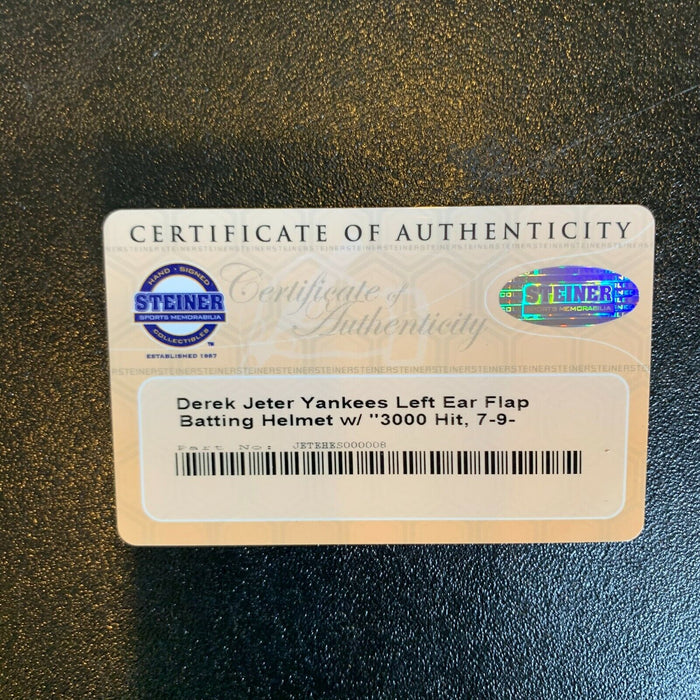 CERTIFICATE OF AUTHENTICITY
HAND · SIGNED
STEINER
SPORTS MEMORABILIA
COLLECTIBLES
TM
ESTABLISHED 1987
Certificate of
Authenticity
STEINER
SPORTS MEMORABILIA
Derek Jeter Yankees Left Ear Flap
Batting Helmet w/ "3000 Hit, 7-9-
Part No: JETEHES000008